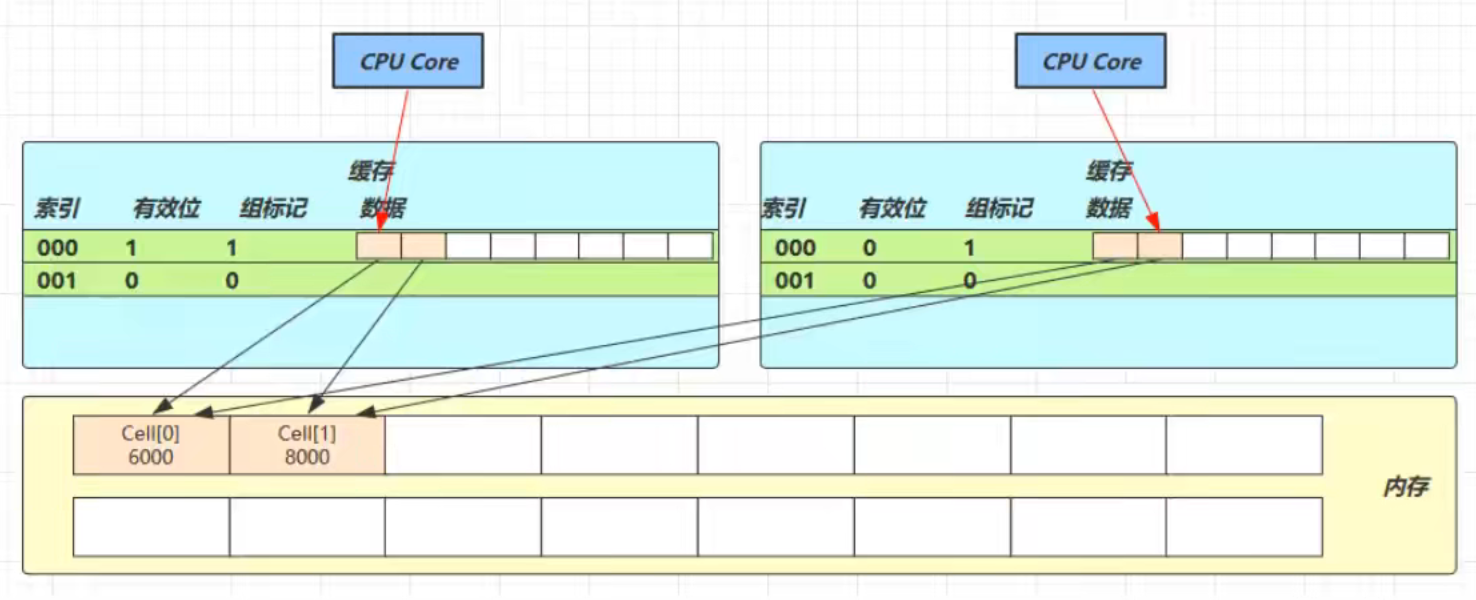 CPU Core
CPU Core
缓存
索引 有效位 组标记 数据
000 1 1
001 0 0
缓存
索引 有效位 组标记 数据
000 0 1
001 0 0
Cell[0]
6000
Cell[1]
8000
内存